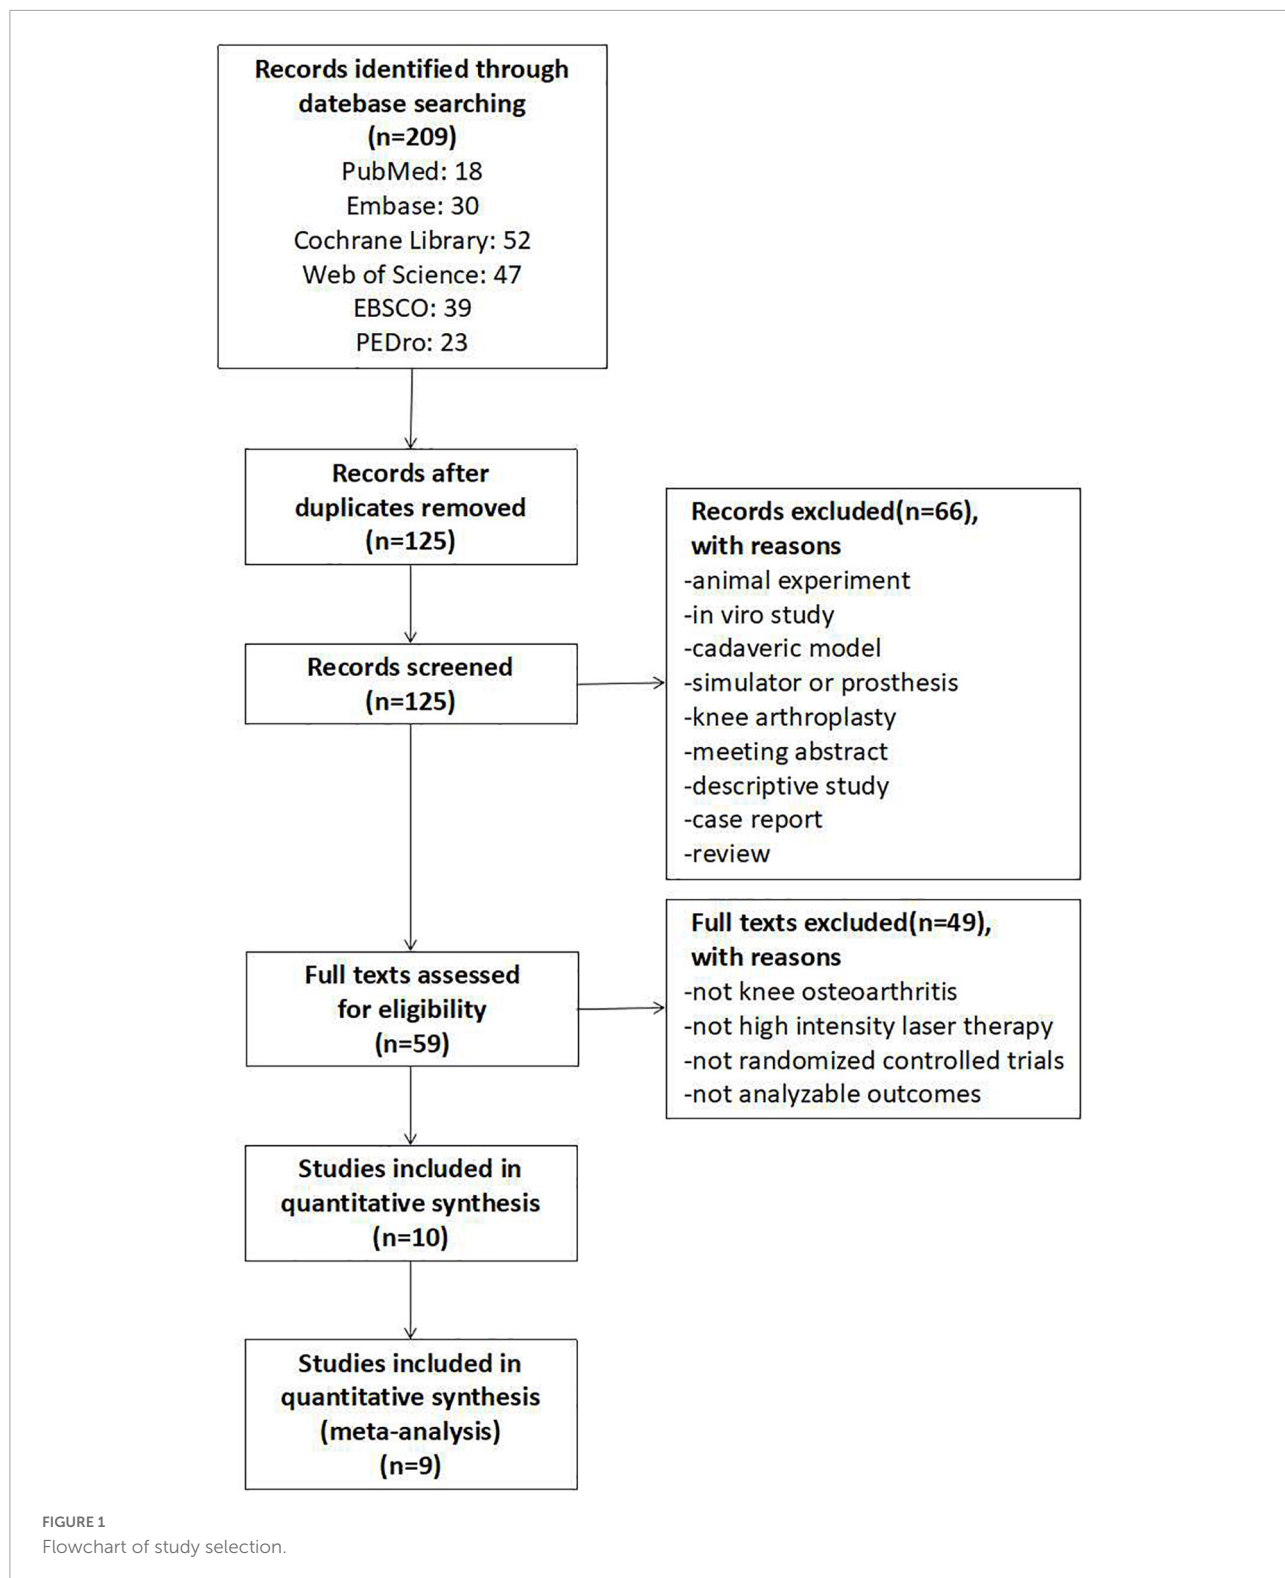 Records identified through
datebase searching
(n=209)
PubMed: 18
Embase: 30
Cochrane Library: 52
Web of Science: 47
EBSCO: 39
PEDro: 23
Records after
duplicates removed
(n=125)
Records screened
(n=125)
Records excluded(n=66),
with reasons
-animal experiment
-in viro study
-cadaveric model
-simulator or prosthesis
-knee arthroplasty
-meeting abstract
-descriptive study
-case report
-review
Full texts assessed
for eligibility
(n=59)
Full texts excluded(n=49),
with reasons
-not knee osteoarthritis
-not high intensity laser therapy
-not randomized controlled trials
-not analyzable outcomes
Studies included in
quantitative synthesis
(n=10)
Studies included in
quantitative synthesis
(meta-analysis)
(n=9)
FIGURE 1
Flowchart of study selection.